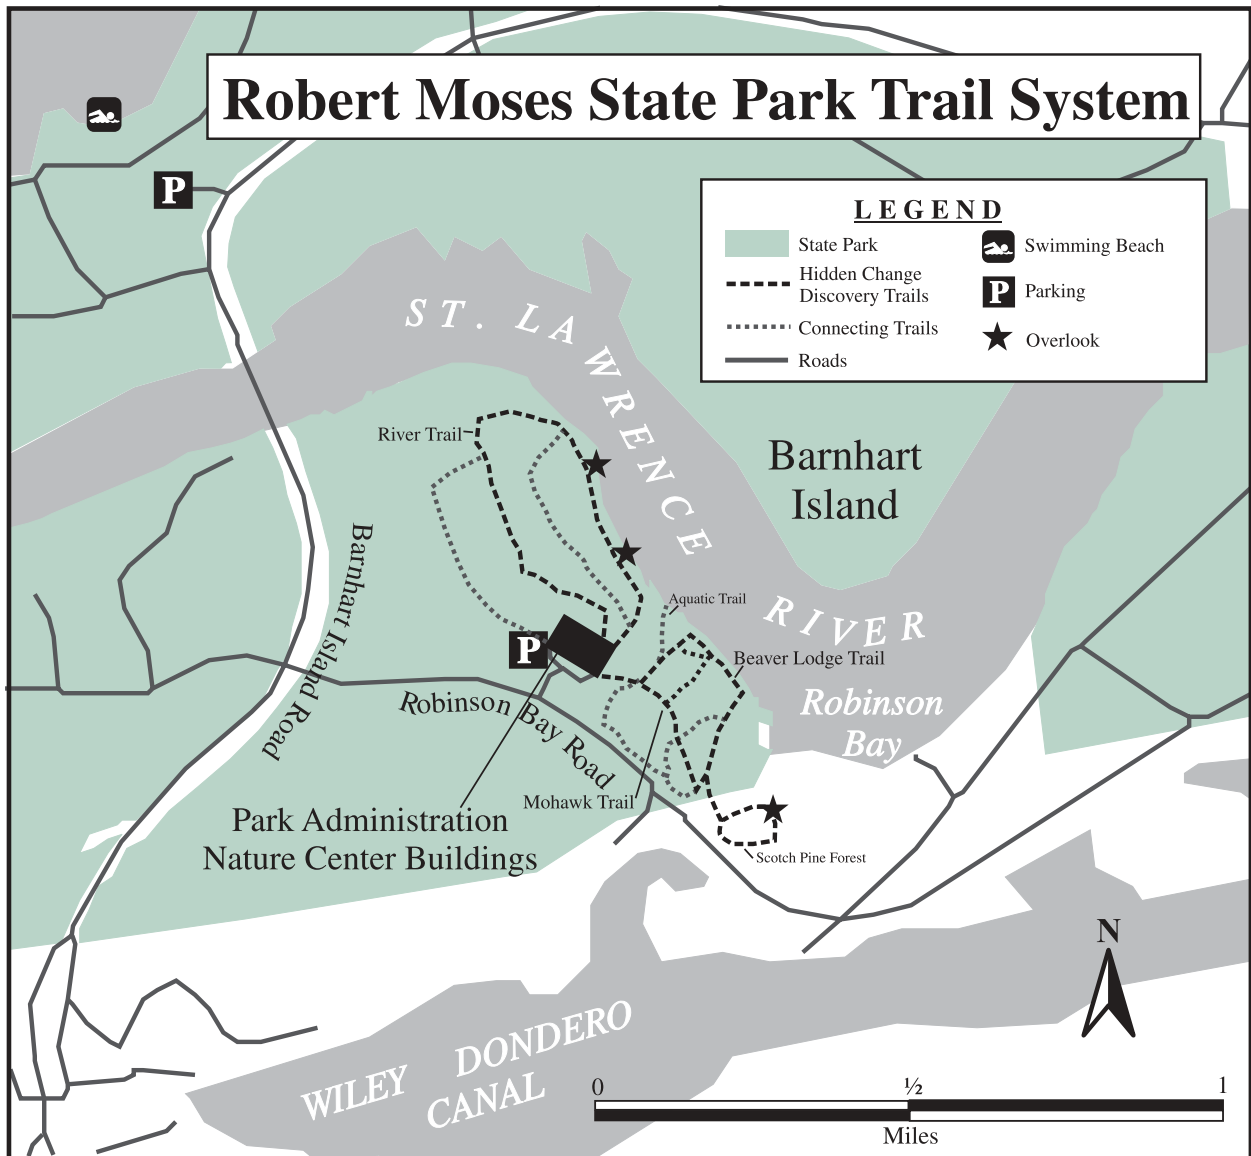 Robert Moses State Park Trail System
P
LEGEND
State Park
Hidden Change
Discovery Trails
Connecting Trails
Roads
Swimming Beach
P Parking
Overlook
ST. LAWRENCE RIVER
River Trail
Barnhart
Island
Barnhart Island Road
Aquatic Trail
P
Beaver Lodge Trail
Robinson Bay Road
Robinson
Bay
Mohawk Trail
Park Administration
Nature Center Buildings
Scotch Pine Forest
N
WILEY DONDERO
CANAL
0 ½ 1
Miles